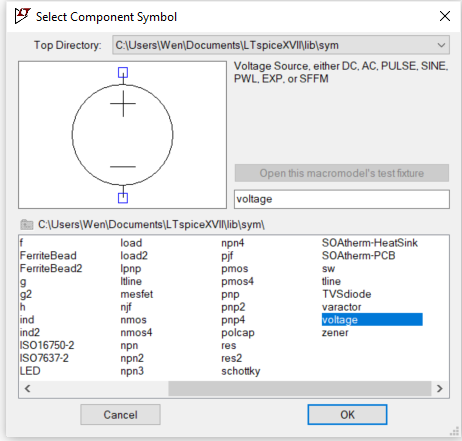 Select Component Symbol
Top Directory: C:\Users\Wen\Documents\LTspiceXVII\lib\sym
Voltage Source, either DC, AC, PULSE, SINE,
PWL, EXP, or SFFM
Open this macromodel's test fixture
voltage
C:\Users\Wen\Documents\LTspiceXVII\lib\sym\
f load npn4 SOAtherm-HeatSink
FerriteBead load2 pjf SOAtherm-PCB
FerriteBead2 lpnp pmos sw
g ltline pmos4 tline
g2 mesfet pnp TVSdiode
h njf pnp2 varactor
ind nmos pnp4 voltage
ind2 nmos4 polcap zener
ISO16750-2 npn res
ISO7637-2 npn2 res2
LED npn3 schottky
Cancel OK